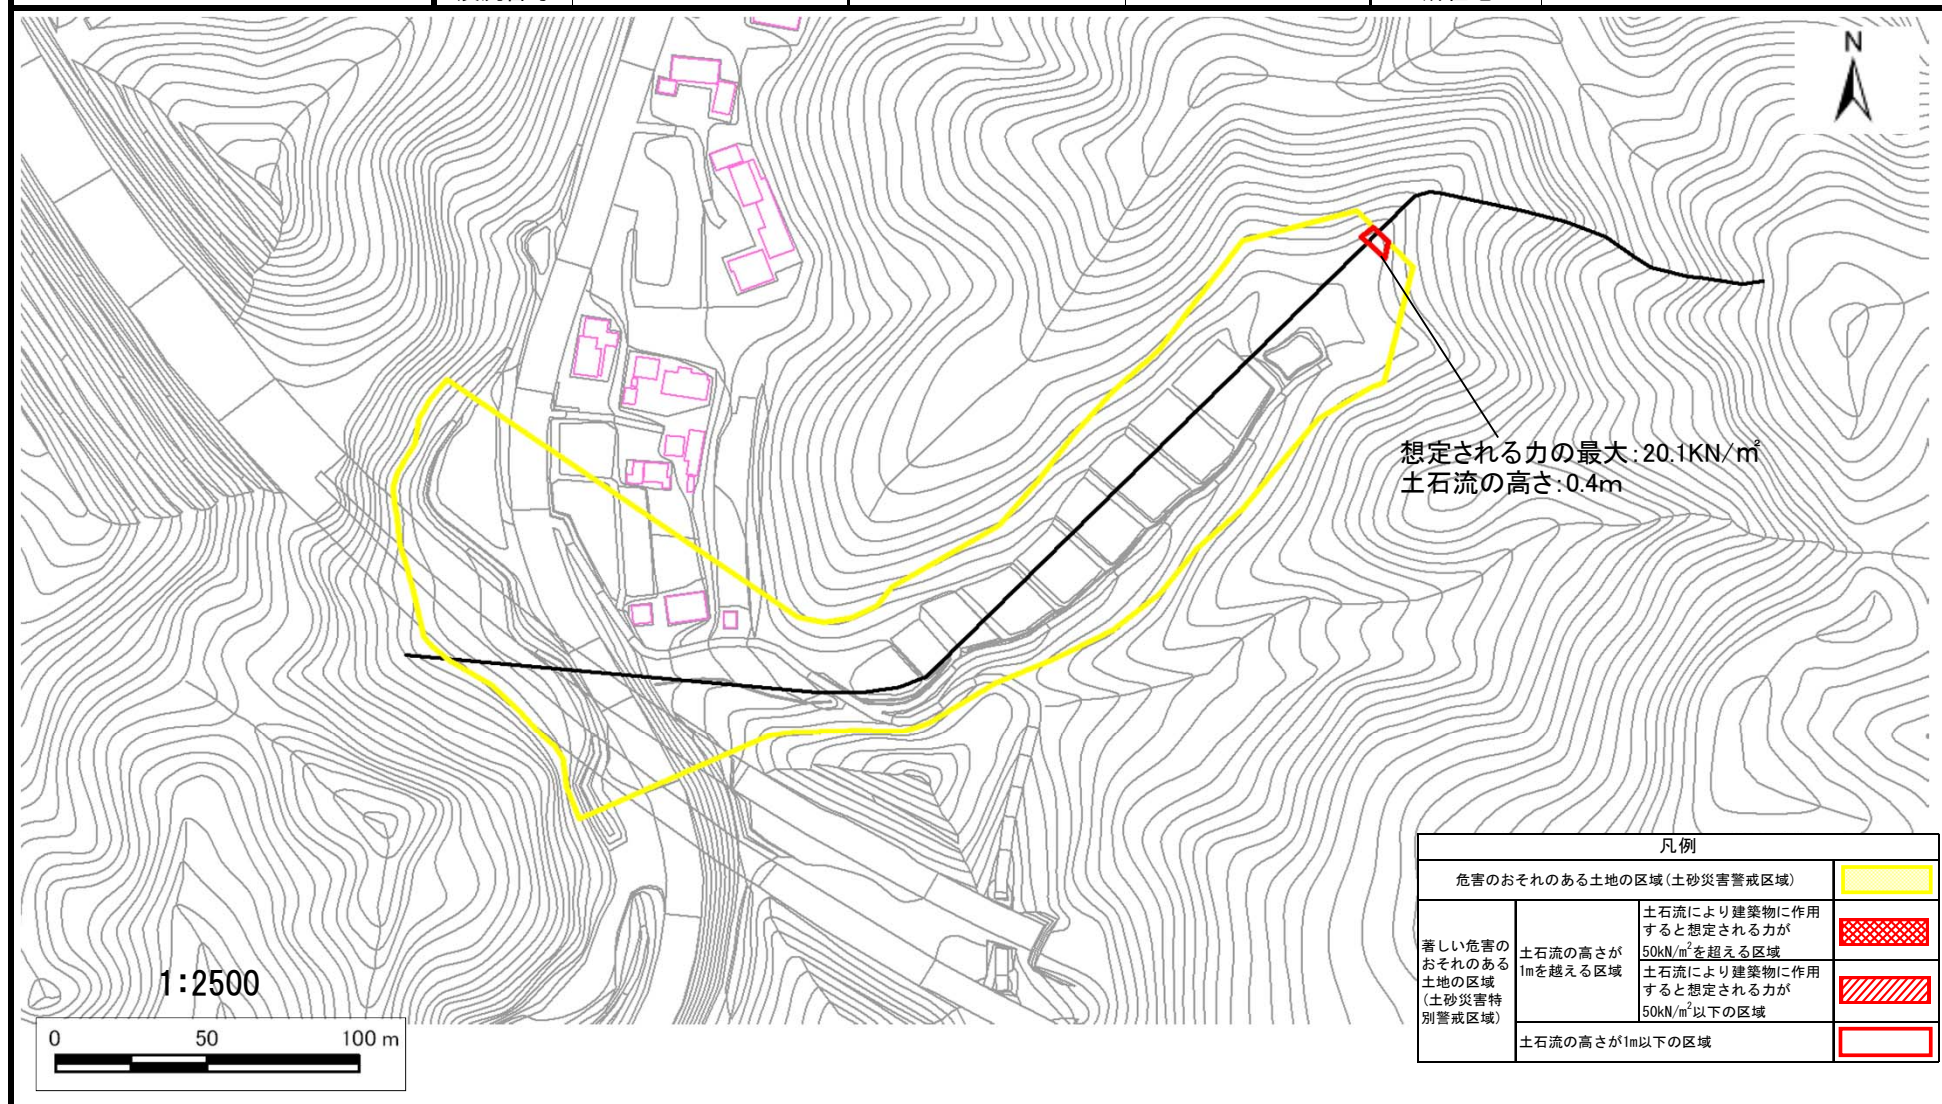 N
想定される力の最大:20.1KN/㎡
土石流の高さ:0.4m
1:2500
0 50 100 m
凡例
危害のおそれのある土地の区域(土砂災害警戒区域)
著しい危害の
おそれのある
土地の区域
(土砂災害特
別警戒区域)
土石流の高さが
1mを越える区域
土石流により建築物に作用
すると想定される力が
50kN/m²を超える区域
土石流により建築物に作用
すると想定される力が
50kN/m²以下の区域
土石流の高さが1m以下の区域